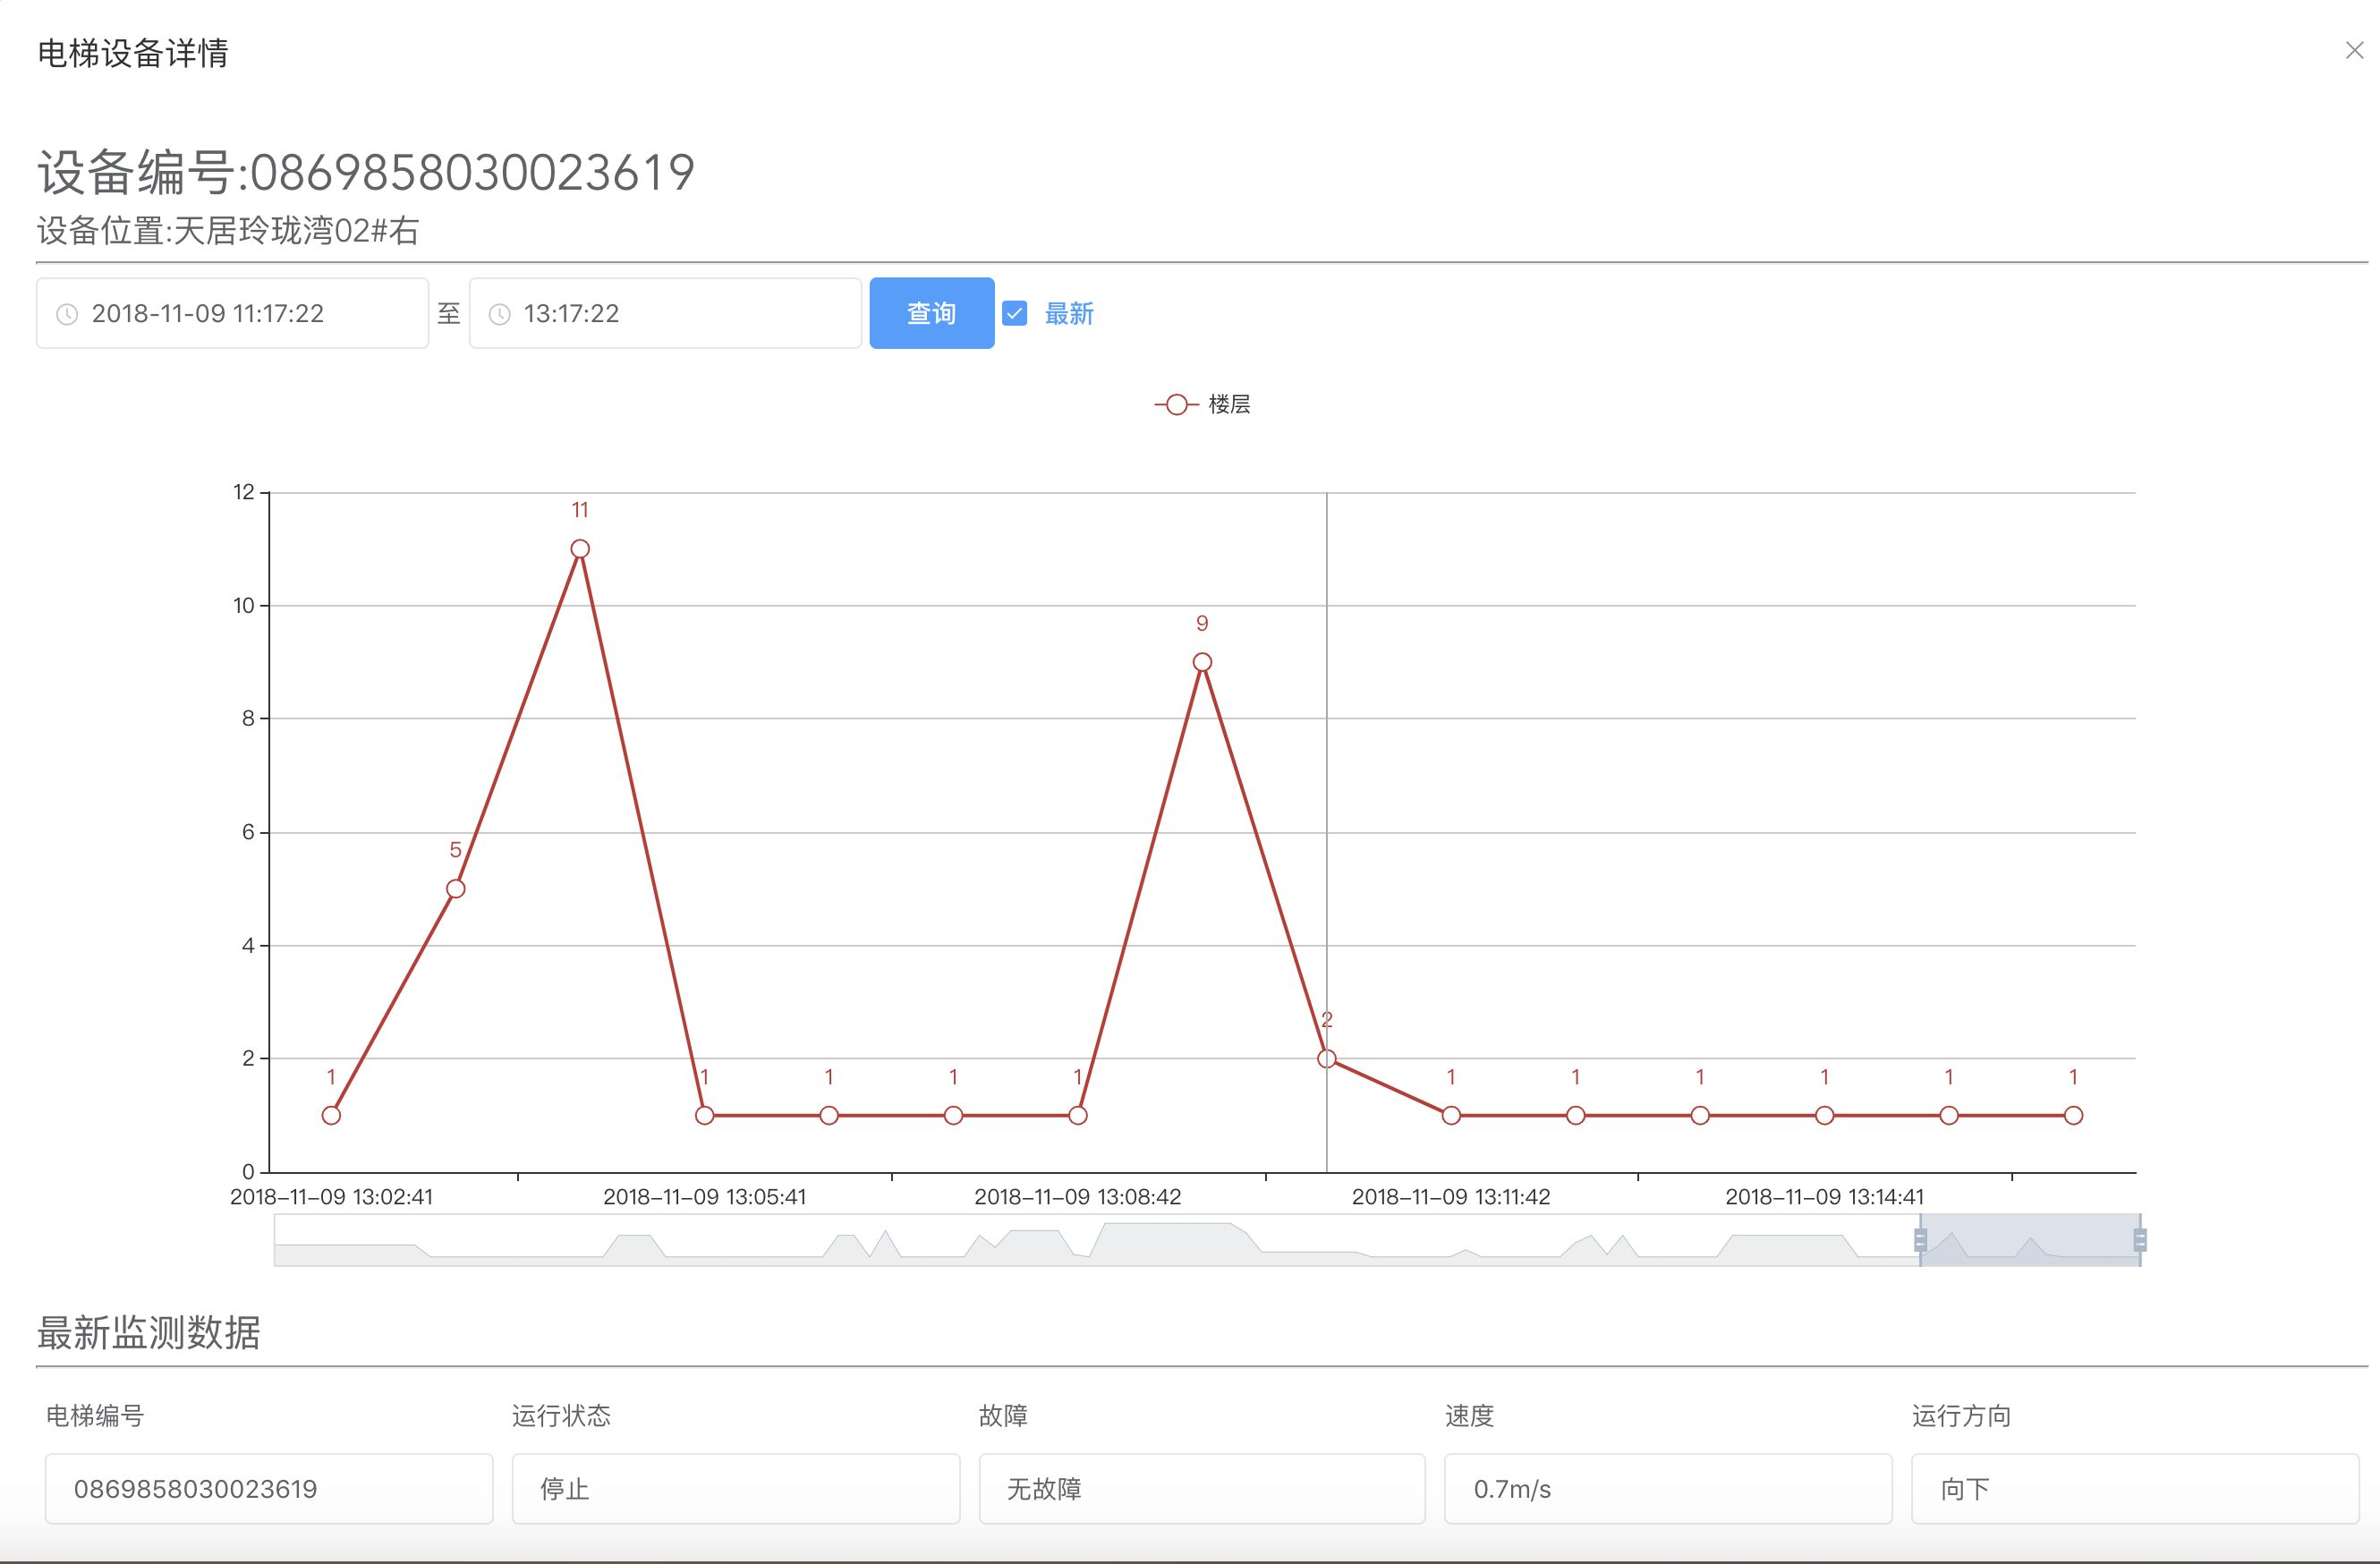 电梯设备详情
设备编号:0869858030023619
设备位置:天居玲珑湾02#右
2018-11-09 11:17:22 至 13:17:22 查询 最新
楼层
12
11
10
9
8
6
5
4
2
2
1 1 1 1 1 1 1 1 1 1 1
0
2018-11-09 13:02:41 2018-11-09 13:05:41 2018-11-09 13:08:42 2018-11-09 13:11:42 2018-11-09 13:14:41
最新监测数据
电梯编号 运行状态 故障 速度 运行方向
0869858030023619 停止 无故障 0.7m/s 向下